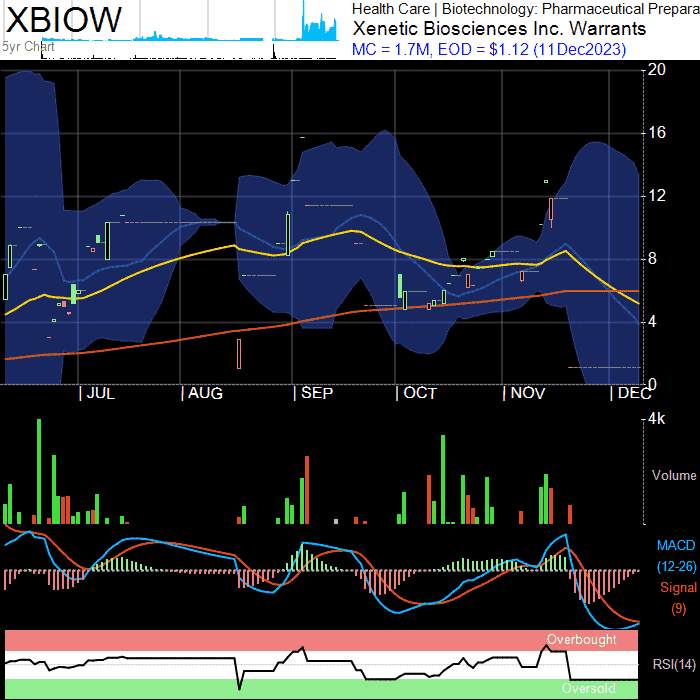 XBIOW
5yr Chart
Health Care | Biotechnology: Pharmaceutical Prepara
Xenetic Biosciences Inc. Warrants
MC = 1.7M, EOD = $1.12 (11Dec2023)
20
16
12
8
4
0
JUL
AUG
SEP
OCT
NOV
DEC
4k
Volume
MACD
(12-26)
Signal
(9)
Overbought
RSI(14)
Oversold